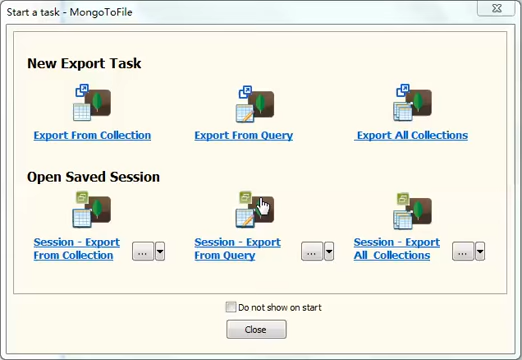 Start a task - MongoToFile
New Export Task
Export From Collection
Export From Query
Export All Collections
Open Saved Session
Session - Export
From Collection
...
Session - Export
From Query
...
Session - Export
All Collections
...
Do not show on start
Close